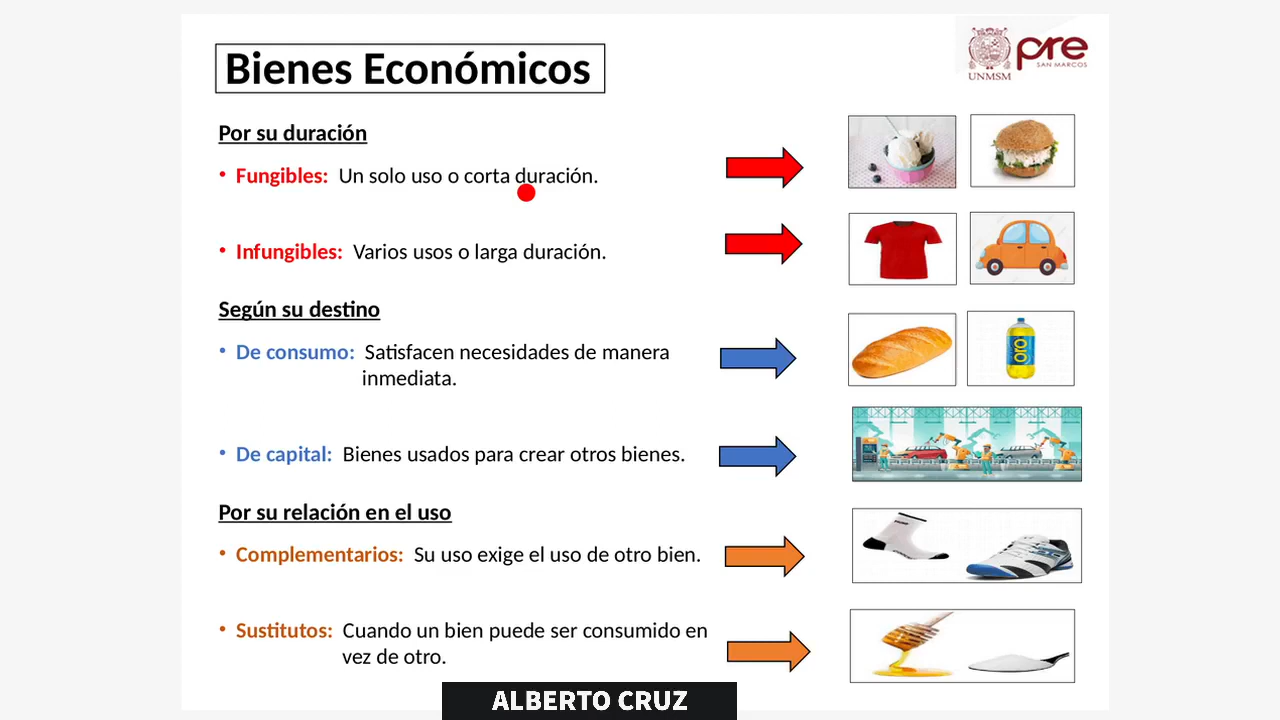 Bienes Económicos
UNMSM
pre
SAN MARCOS
Por su duración
• Fungibles: Un solo uso o corta duración.
• Infungibles: Varios usos o larga duración.
Según su destino
• De consumo: Satisfacen necesidades de manera
inmediata.
oro
• De capital: Bienes usados para crear otros bienes.
Por su relación en el uso
• Complementarios: Su uso exige el uso de otro bien.
• Sustitutos: Cuando un bien puede ser consumido en
vez de otro.
ALBERTO CRUZ